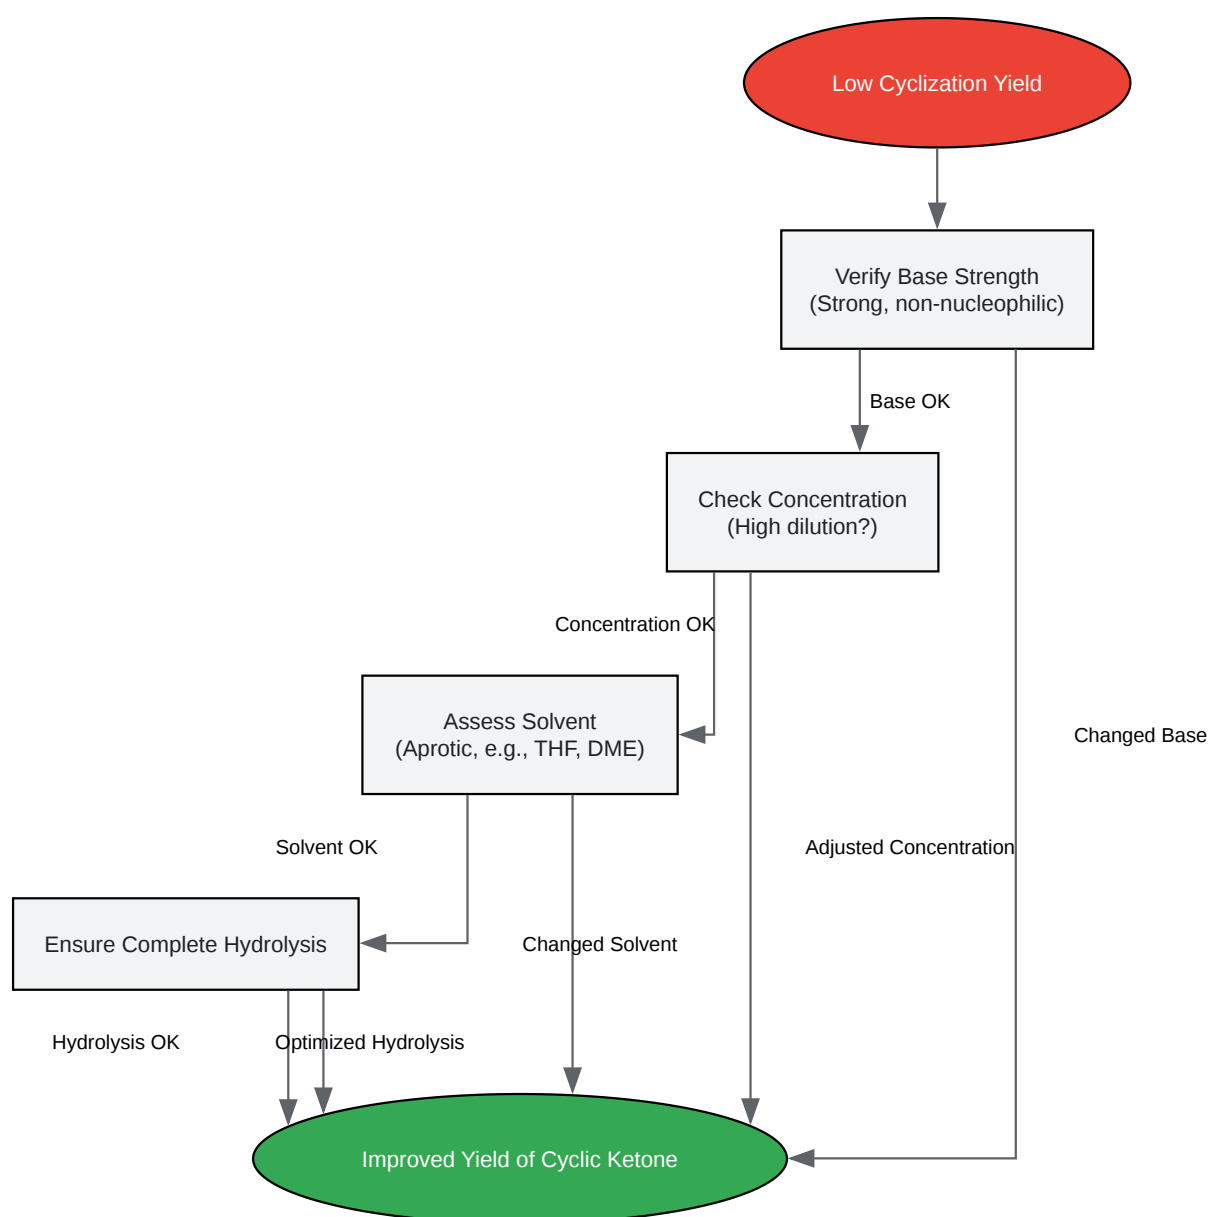 Low Cyclization Yield
Verify Base Strength
(Strong, non-nucleophilic)
Base OK
Check Concentration
(High dilution?)
Concentration OK
Assess Solvent
(Aprotic, e.g., THF, DME)
Changed Base
Solvent OK
Adjusted Concentration
Ensure Complete Hydrolysis
Changed Solvent
Hydrolysis OK
Optimized Hydrolysis
Improved Yield of Cyclic Ketone